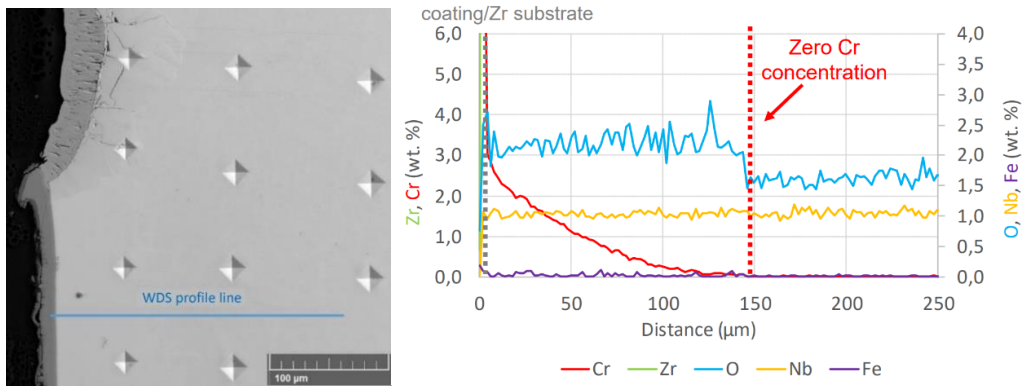 coating/Zr substrate
WDS profile line
100 µm
6,0
5,0
4,0
3,0
2,0
1,0
0,0
Zr, Cr (wt. %)
Zero Cr
concentration
4,0
3,5
3,0
2,5
2,0
1,5
1,0
0,5
0,0
O, Nb, Fe (wt. %)
0
50
100
150
200
250
Distance (µm)
Cr
Zr
O
Nb
Fe